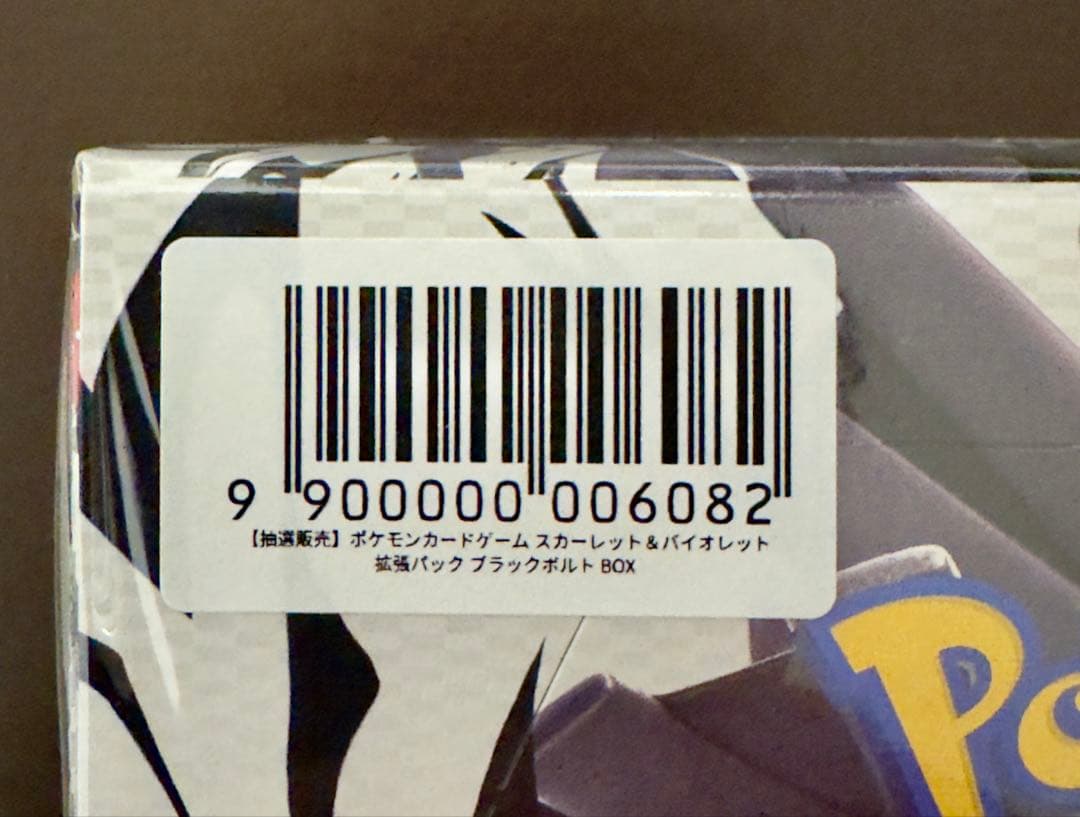 9 900000 006082
【抽選販売】ポケモンカードゲーム スカーレット＆バイオレット
拡張パック ブラックボルト BOX
Po